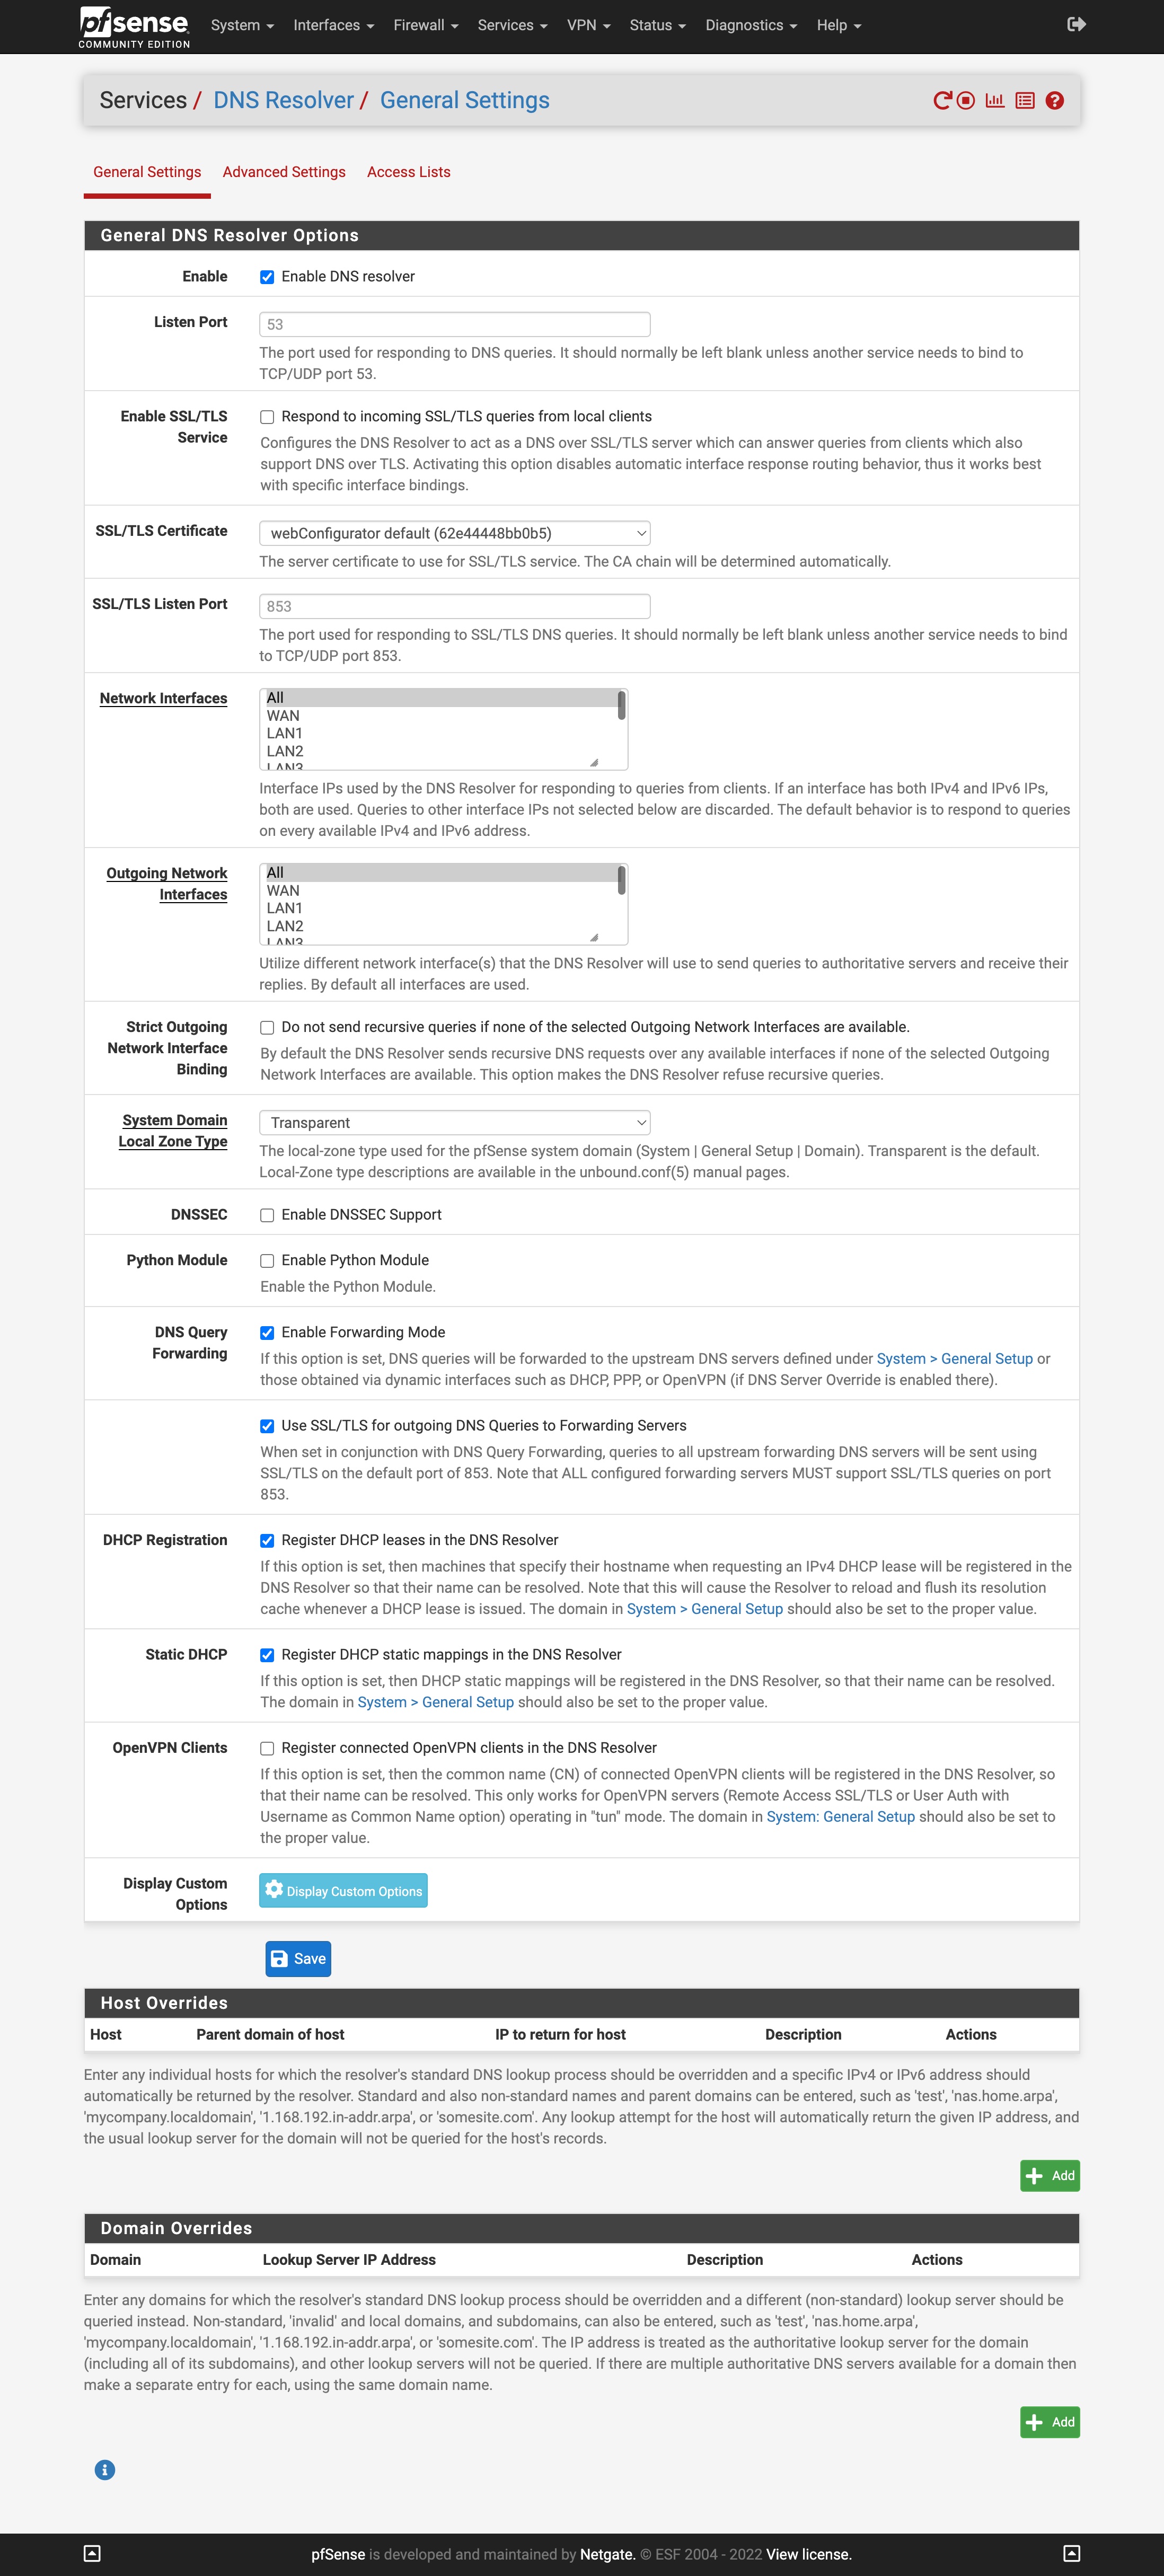 pfsense
COMMUNITY EDITION
System Interfaces Firewall Services VPN Status Diagnostics Help
Services / DNS Resolver / General Settings
General Settings Advanced Settings Access Lists
General DNS Resolver Options
Enable Enable DNS resolver
Listen Port 53
The port used for responding to DNS queries. It should normally be left blank unless another service needs to bind to
TCP/UDP port 53.
Enable SSL/TLS Respond to incoming SSL/TLS queries from local clients
Service
Configures the DNS Resolver to act as a DNS over SSL/TLS server which can answer queries from clients which also
support DNS over TLS. Activating this option disables automatic interface response routing behavior, thus it works best
with specific interface bindings.
SSL/TLS Certificate webConfigurator default (62e44448bb0b5)
The server certificate to use for SSL/TLS service. The CA chain will be determined automatically.
SSL/TLS Listen Port 853
The port used for responding to SSL/TLS DNS queries. It should normally be left blank unless another service needs to bind
to TCP/UDP port 853.
Network Interfaces All
WAN
LAN1
LAN2
LAN3
Interface IPs used by the DNS Resolver for responding to queries from clients. If an interface has both IPv4 and IPv6 IPs,
both are used. Queries to other interface IPs not selected below are discarded. The default behavior is to respond to queries
on every available IPv4 and IPv6 address.
Outgoing Network All
Interfaces WAN
LAN1
LAN2
LAN3
Utilize different network interface(s) that the DNS Resolver will use to send queries to authoritative servers and receive their
replies. By default all interfaces are used.
Strict Outgoing Do not send recursive queries if none of the selected Outgoing Network Interfaces are available.
Network Interface By default the DNS Resolver sends recursive DNS requests over any available interfaces if none of the selected Outgoing
Binding Network Interfaces are available. This option makes the DNS Resolver refuse recursive queries.
System Domain Transparent
Local Zone Type
The local-zone type used for the pfSense system domain (System | General Setup | Domain). Transparent is the default.
Local-Zone type descriptions are available in the unbound.conf(5) manual pages.
DNSSEC Enable DNSSEC Support
Python Module Enable Python Module
Enable the Python Module.
DNS Query Enable Forwarding Mode
Forwarding
If this option is set, DNS queries will be forwarded to the upstream DNS servers defined under System > General Setup or
those obtained via dynamic interfaces such as DHCP, PPP, or OpenVPN (if DNS Server Override is enabled there).
Use SSL/TLS for outgoing DNS Queries to Forwarding Servers
When set in conjunction with DNS Query Forwarding, queries to all upstream forwarding DNS servers will be sent using
SSL/TLS on the default port of 853. Note that ALL configured forwarding servers MUST support SSL/TLS queries on port
853.
DHCP Registration Register DHCP leases in the DNS Resolver
If this option is set, then machines that specify their hostname when requesting an IPv4 DHCP lease will be registered in the
DNS Resolver so that their name can be resolved. Note that this will cause the Resolver to reload and flush its resolution
cache whenever a DHCP lease is issued. The domain in System > General Setup should also be set to the proper value.
Static DHCP Register DHCP static mappings in the DNS Resolver
If this option is set, then DHCP static mappings will be registered in the DNS Resolver, so that their name can be resolved.
The domain in System > General Setup should also be set to the proper value.
OpenVPN Clients Register connected OpenVPN clients in the DNS Resolver
If this option is set, then the common name (CN) of connected OpenVPN clients will be registered in the DNS Resolver, so
that their name can be resolved. This only works for OpenVPN servers (Remote Access SSL/TLS or User Auth with
Username as Common Name option) operating in "tun" mode. The domain in System: General Setup should also be set to
the proper value.
Display Custom Display Custom Options
Options
Save
Host Overrides
Host Parent domain of host IP to return for host Description Actions
Enter any individual hosts for which the resolver's standard DNS lookup process should be overridden and a specific IPv4 or IPv6 address should
automatically be returned by the resolver. Standard and also non-standard names and parent domains can be entered, such as 'test', 'nas.home.arpa',
'mycompany.localdomain', '1.168.192.in-addr.arpa', or 'somesite.com'. Any lookup attempt for the host will automatically return the given IP address, and
the usual lookup server for the domain will not be queried for the host's records.
Add
Domain Overrides
Domain Lookup Server IP Address Description Actions
Enter any domains for which the resolver's standard DNS lookup process should be overridden and a different (non-standard) lookup server should be
queried instead. Non-standard, 'invalid' and local domains, and subdomains, can also be entered, such as 'test', 'nas.home.arpa',
'mycompany.localdomain', '1.168.192.in-addr.arpa', or 'somesite.com'. The IP address is treated as the authoritative lookup server for the domain
(including all of its subdomains), and other lookup servers will not be queried. If there are multiple authoritative DNS servers available for a domain then
make a separate entry for each, using the same domain name.
Add
pfSense is developed and maintained by Netgate. © ESF 2004 - 2022 View license.